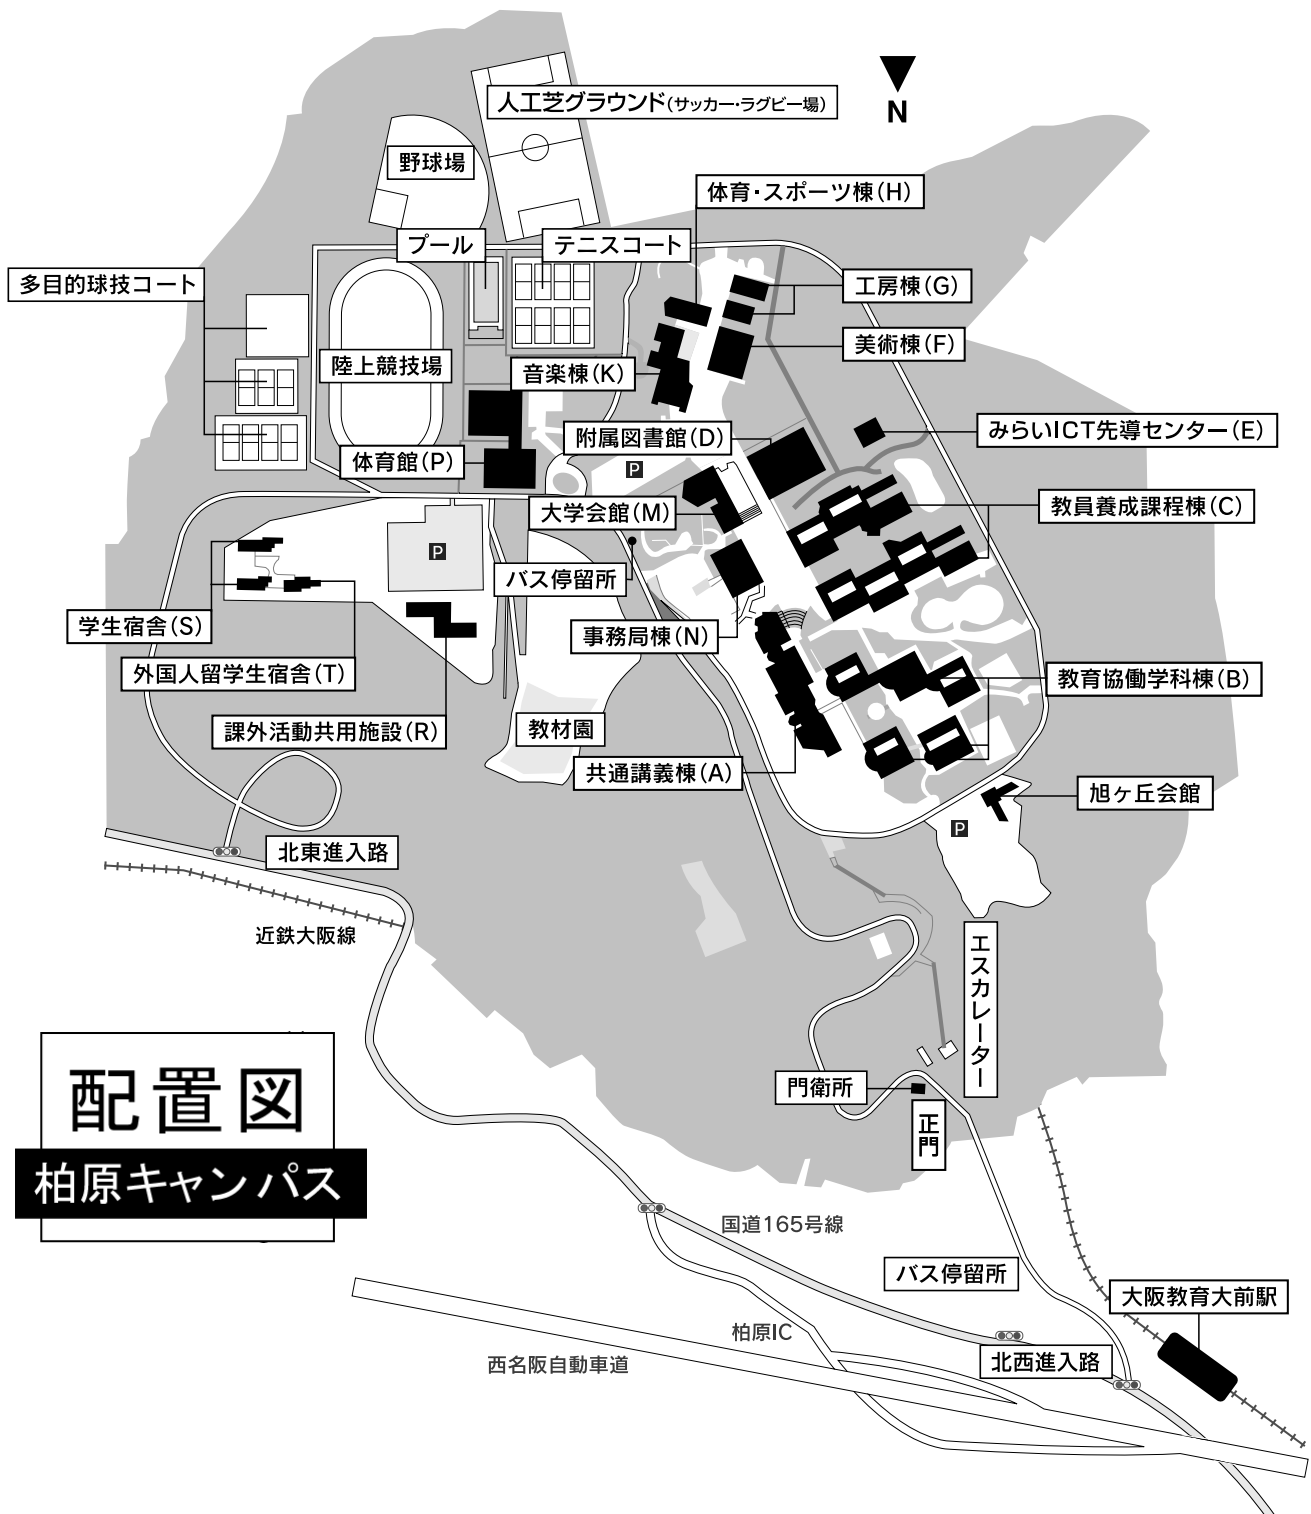 N
人工芝グラウンド(サッカー・ラグビー場)
野球場
体育・スポーツ棟(H)
プール
テニスコート
多目的球技コート
工房棟(G)
美術棟(F)
陸上競技場
音楽棟(K)
みらいICT先導センター(E)
附属図書館(D)
体育館(P)
P
教員養成課程棟(C)
大学会館(M)
P
バス停留所
学生宿舎(S)
事務局棟(N)
外国人留学生宿舎(T)
教育協働学科棟(B)
課外活動共用施設(R)
教材園
共通講義棟(A)
旭ヶ丘会館
P
北東進入路
近鉄大阪線
エスカレーター
配置図
柏原キャンパス
門衛所
正門
国道165号線
バス停留所
大阪教育大前駅
柏原IC
北西進入路
西名阪自動車道